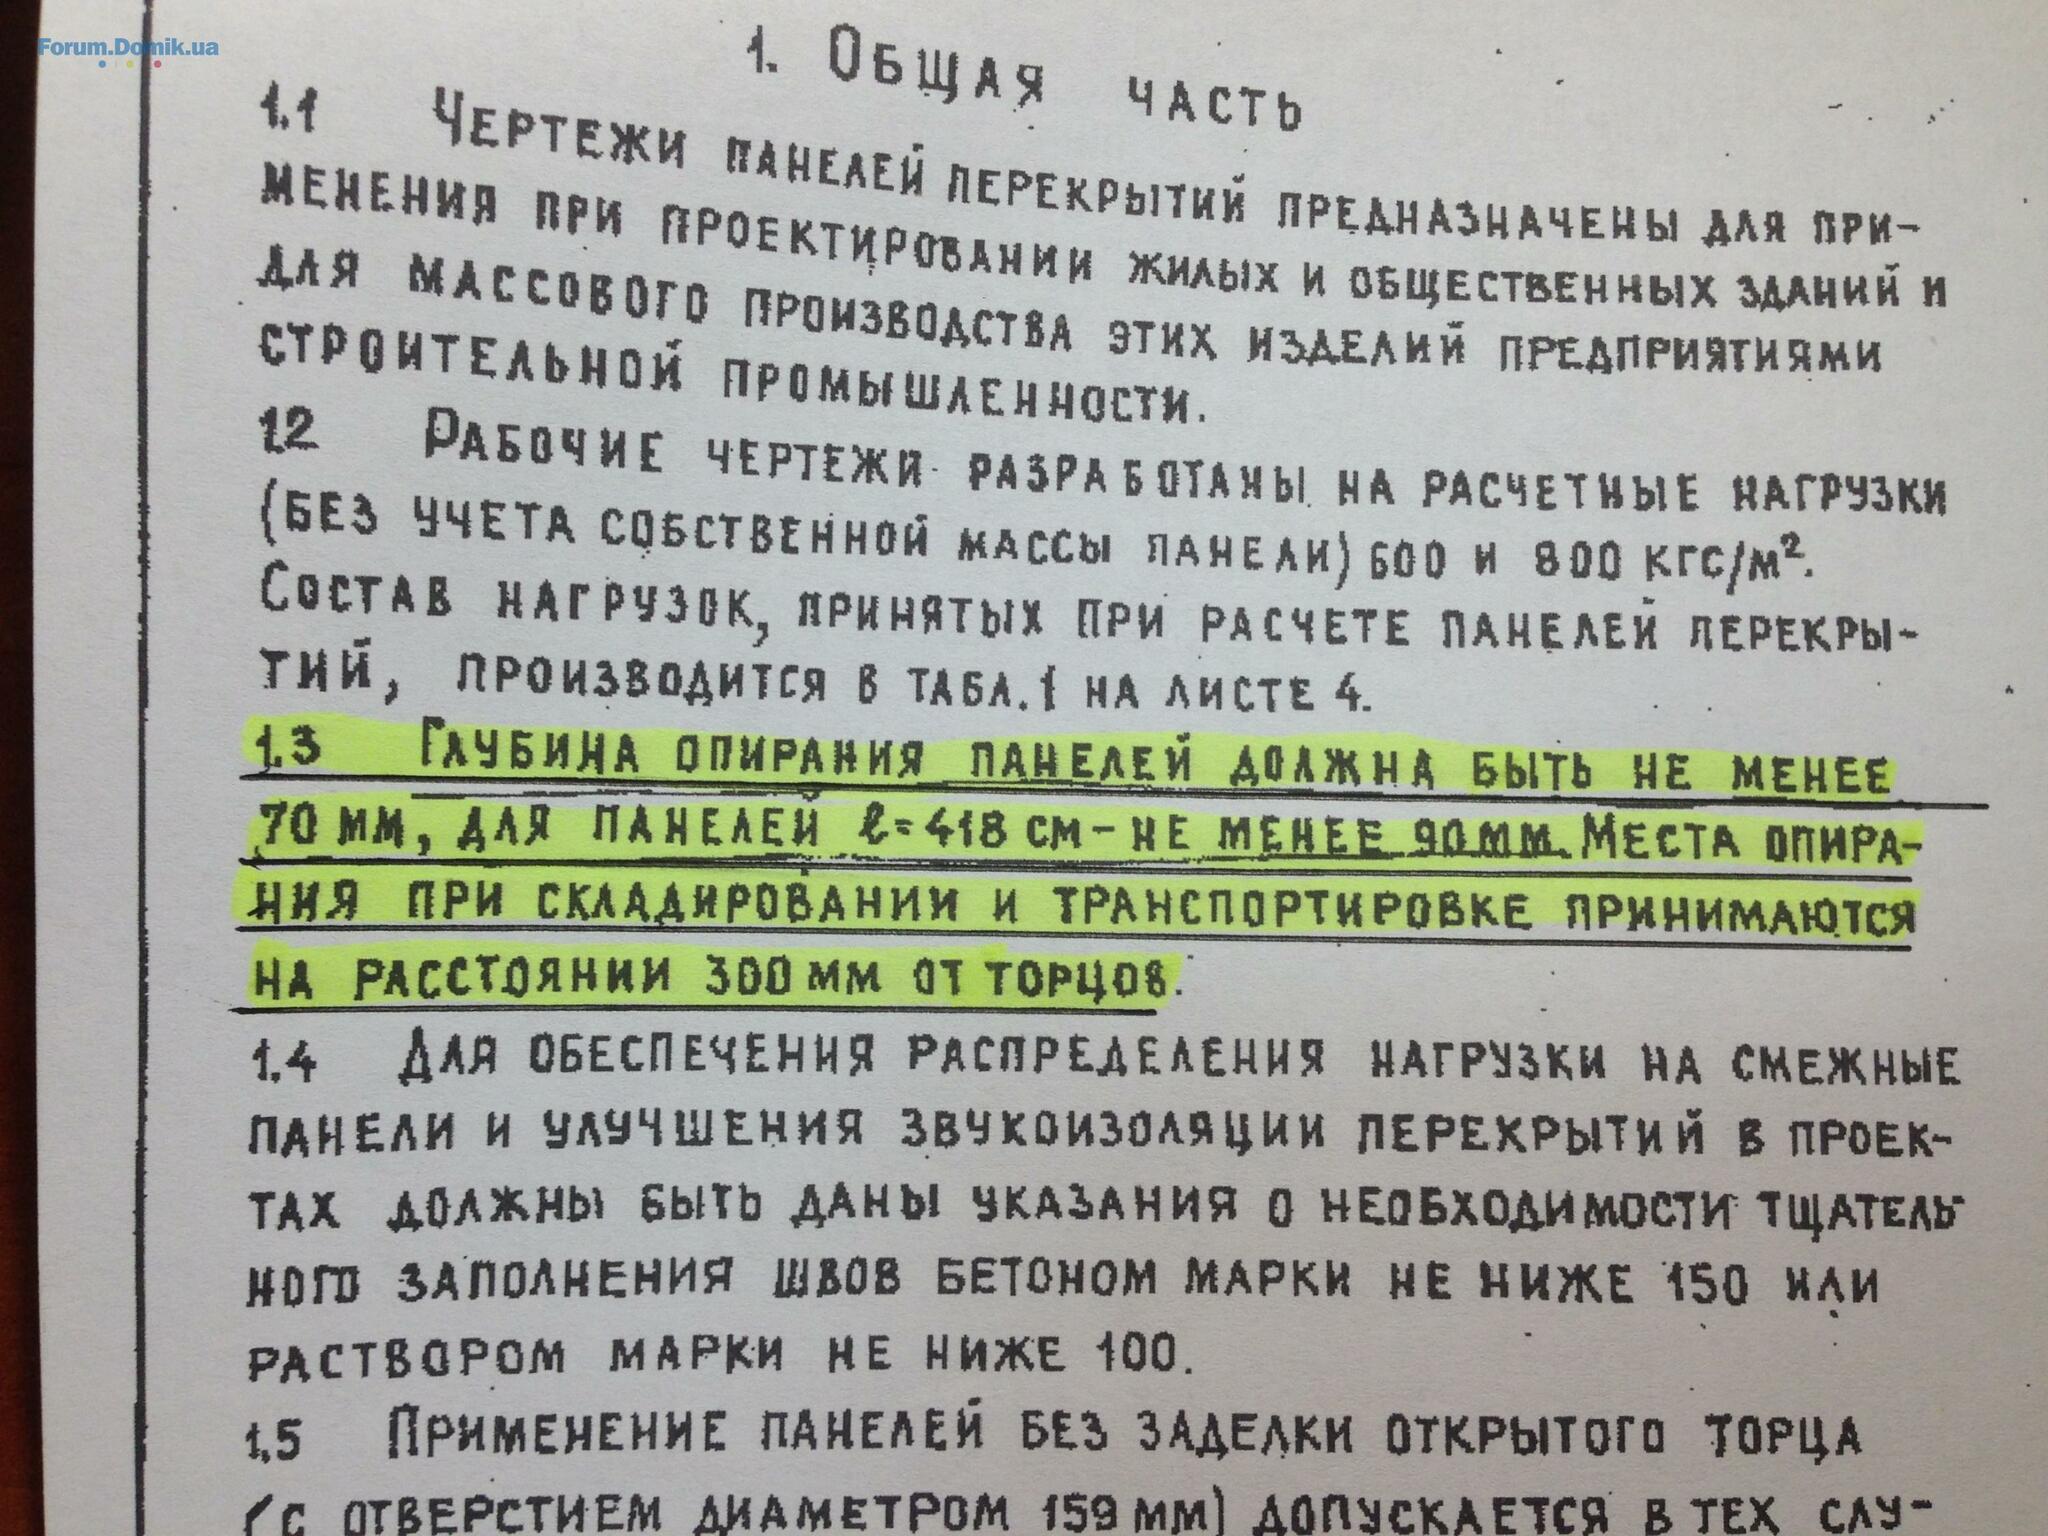 Forum.Domik.ua
1. Общая часть
1.1 Чертежи панелей перекрытий предназначены для при-
менения при проектировании жилых и общественных зданий и
для массового производства этих изделий предприятиями
строительной промышленности.
1.2 Рабочие чертежи разработаны на расчетные нагрузки
(без учета собственной массы панели) 600 и 800 кгс/м².
Состав нагрузок, принятых при расчете панелей перекры-
тий, производится в табл. 1 на листе 4.
1.3 Глубина опирания панелей должна быть не менее
70 мм, для панелей ℓ=418 см – не менее 90 мм. Места опира-
ния при складировании и транспортировке принимаются
на расстоянии 300 мм от торцов.
1.4 Для обеспечения распределения нагрузки на смежные
панели и улучшения звукоизоляции перекрытий в проек-
тах должны быть даны указания о необходимости тщатель-
ного заполнения швов бетоном марки не ниже 150 или
раствором марки не ниже 100.
1.5 Применение панелей без заделки открытого торца
(с отверстием диаметром 159 мм) допускается в тех слу-